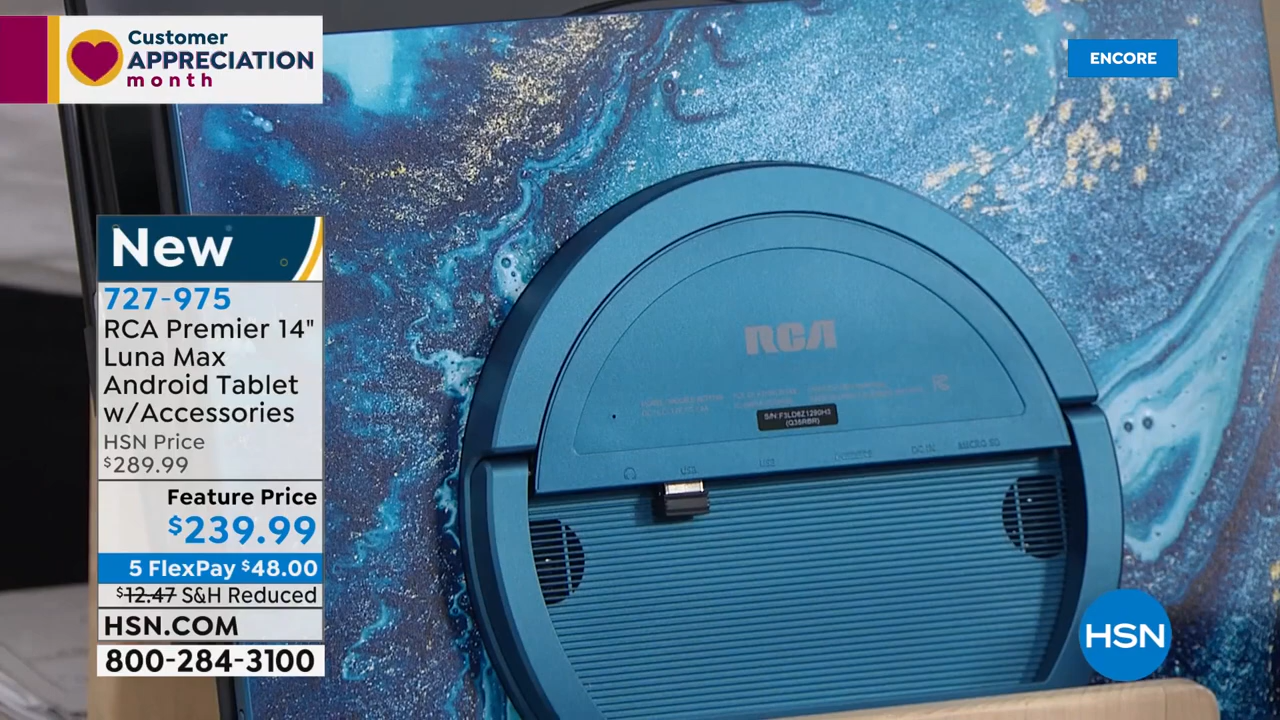 Customer
APPRECIATION
month
ENCORE
New
727-975
RCA Premier 14"
Luna Max
Android Tablet
w/Accessories
HSN Price
$289.99
Feature Price
$239.99
5 FlexPay $48.00
$12.47 S&H Reduced
HSN.COM
800-284-3100
RCA
USB
USB
DC IN
MICRO SD
HSN